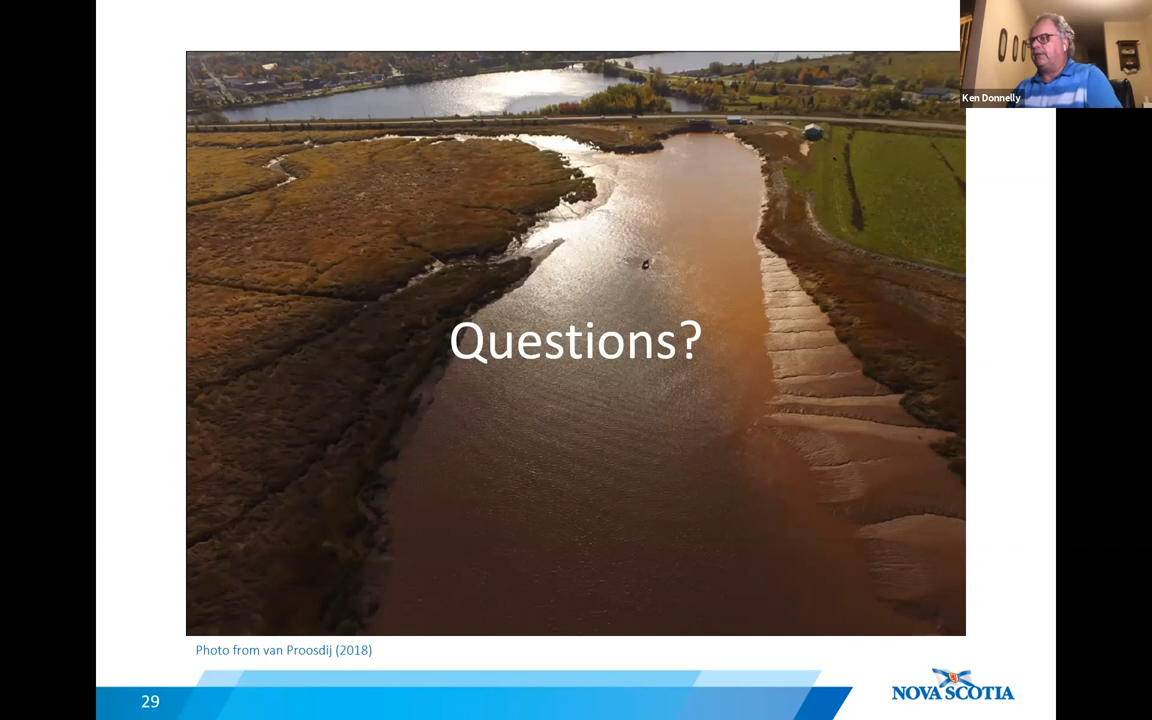 Ken Donnelly
Questions?
Photo from van Proosdij (2018)
29
NOVA SCOTIA